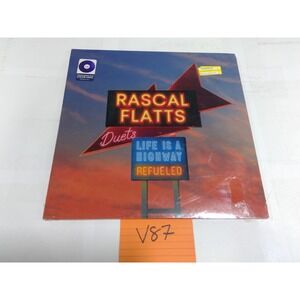 RASCAL
FLATTS
Duets
LIFE IS A
HIGHWAY
REFUELED
V87